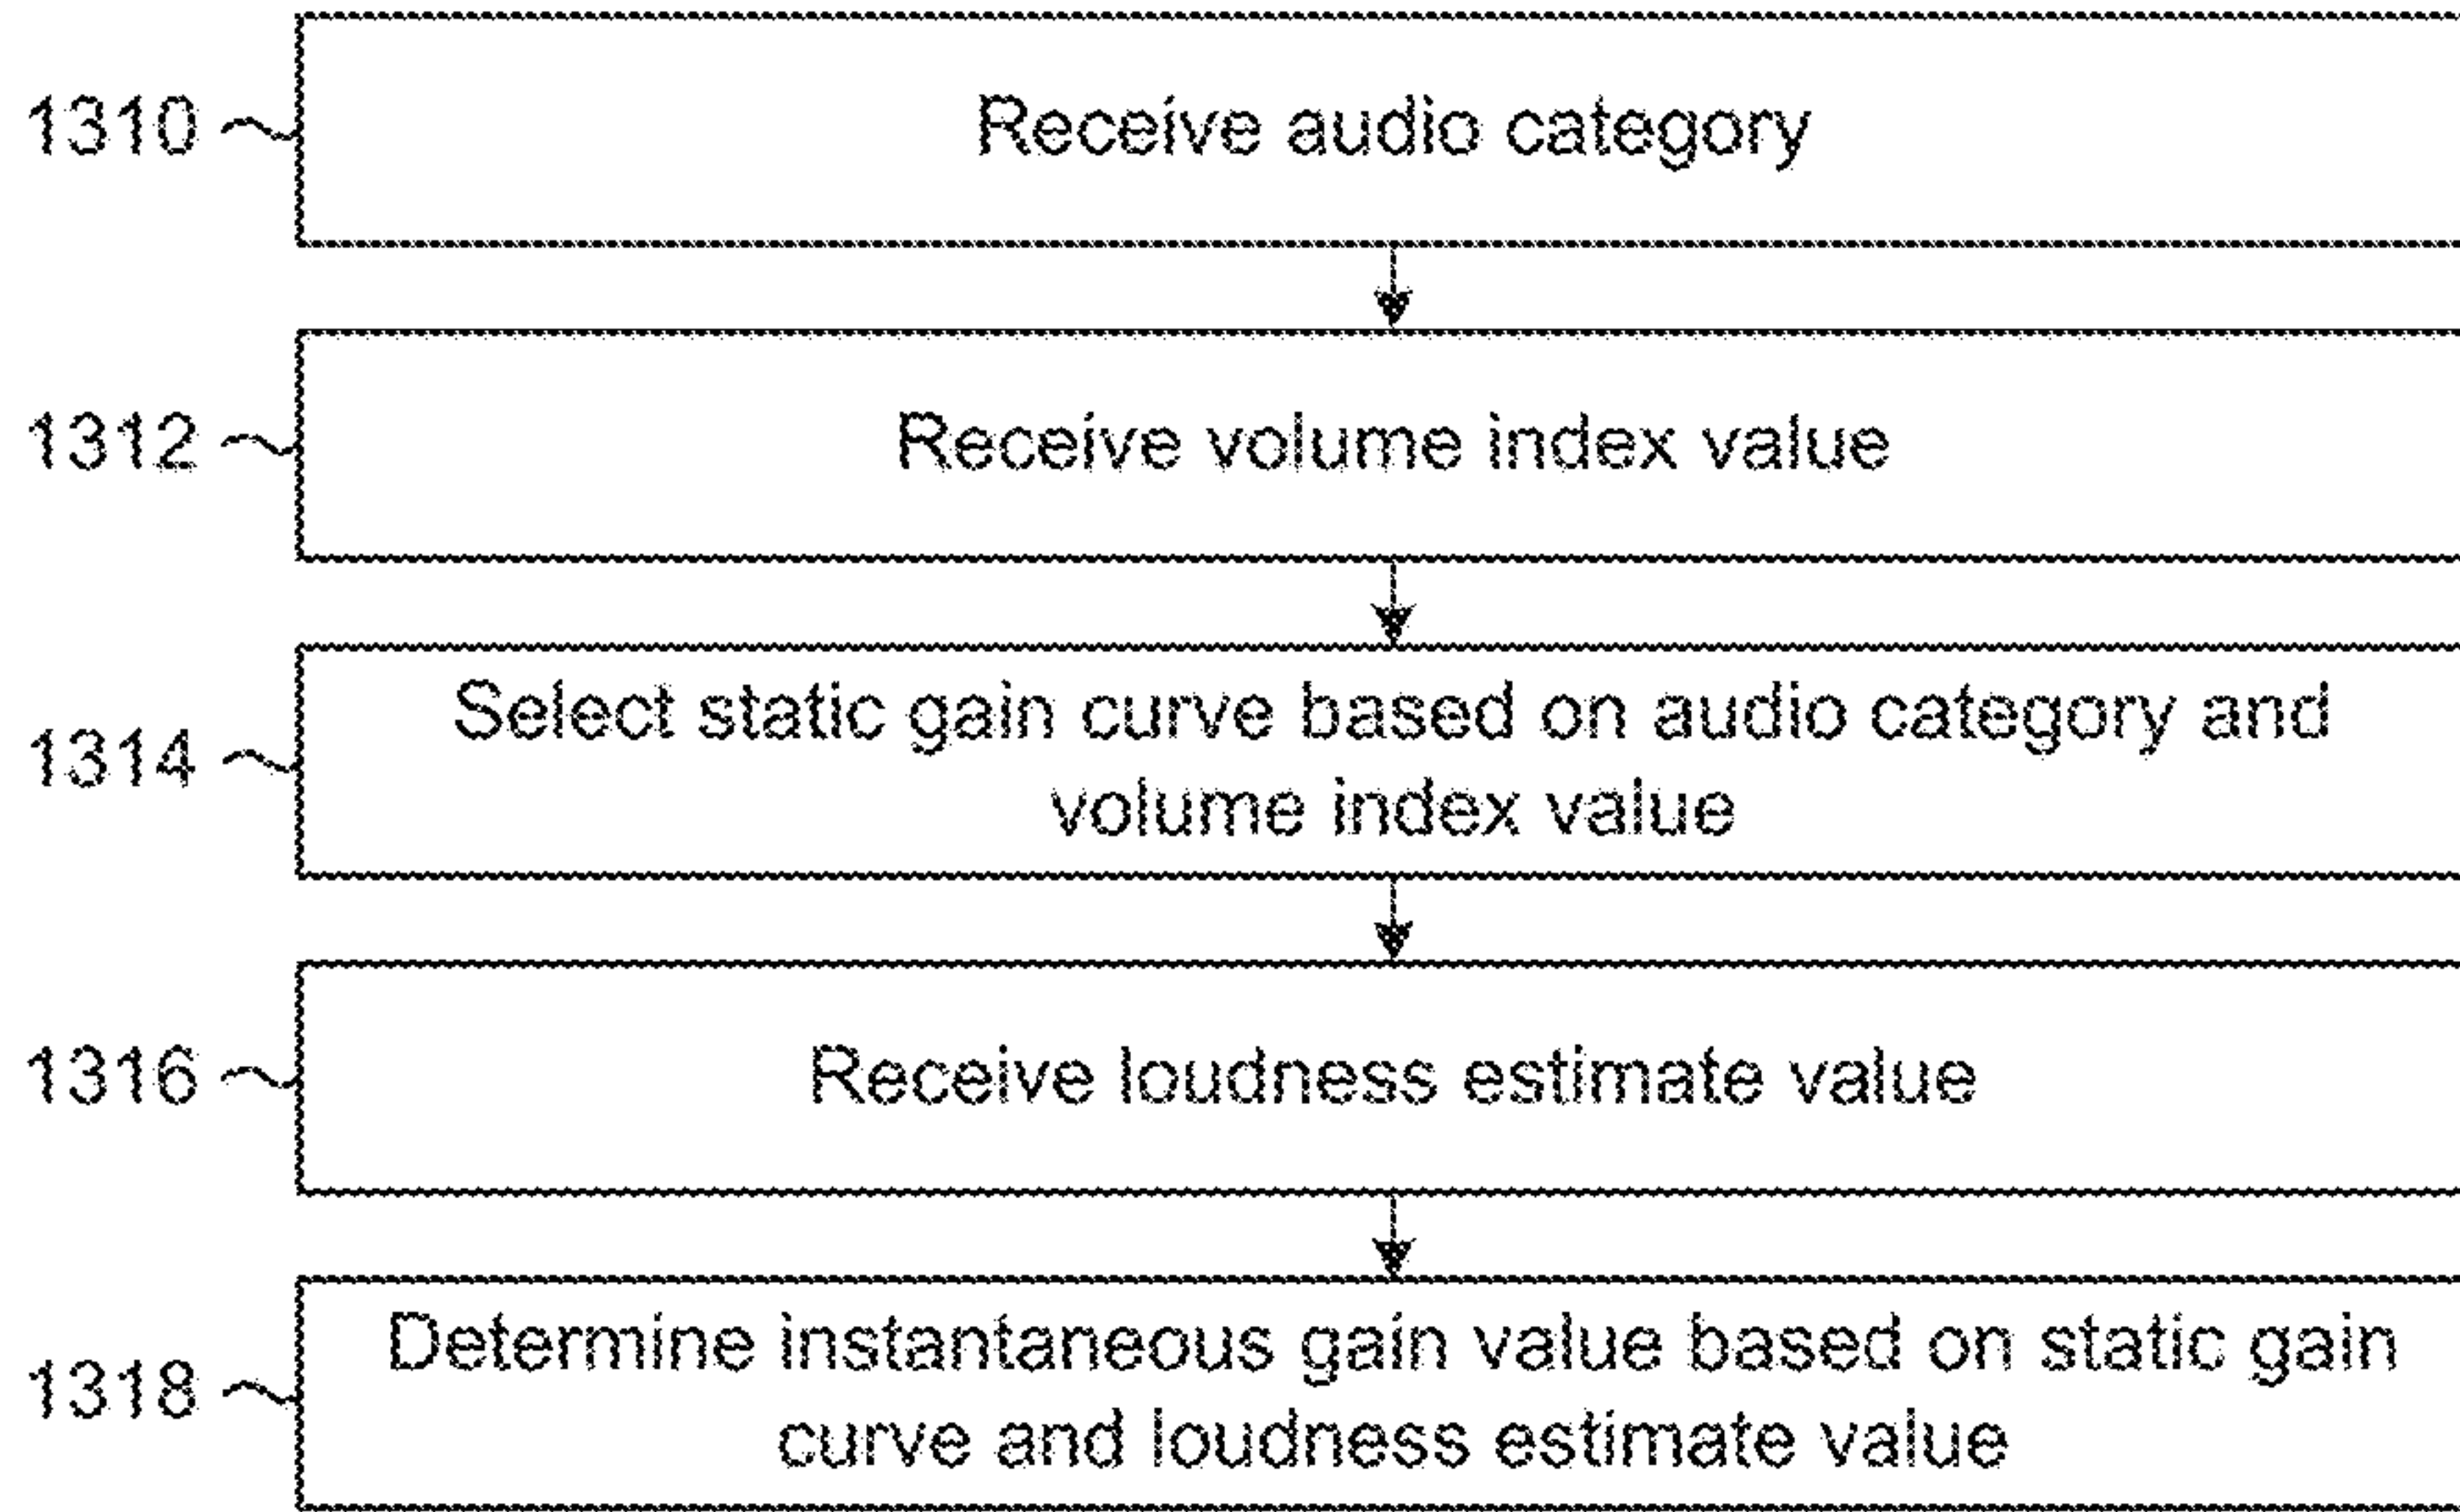 1310
Receive audio category
1312
Receive volume index value
1314
Select static gain curve based on audio category and
volume index value
1316
Receive loudness estimate value
1318
Determine instantaneous gain value based on static gain
curve and loudness estimate value